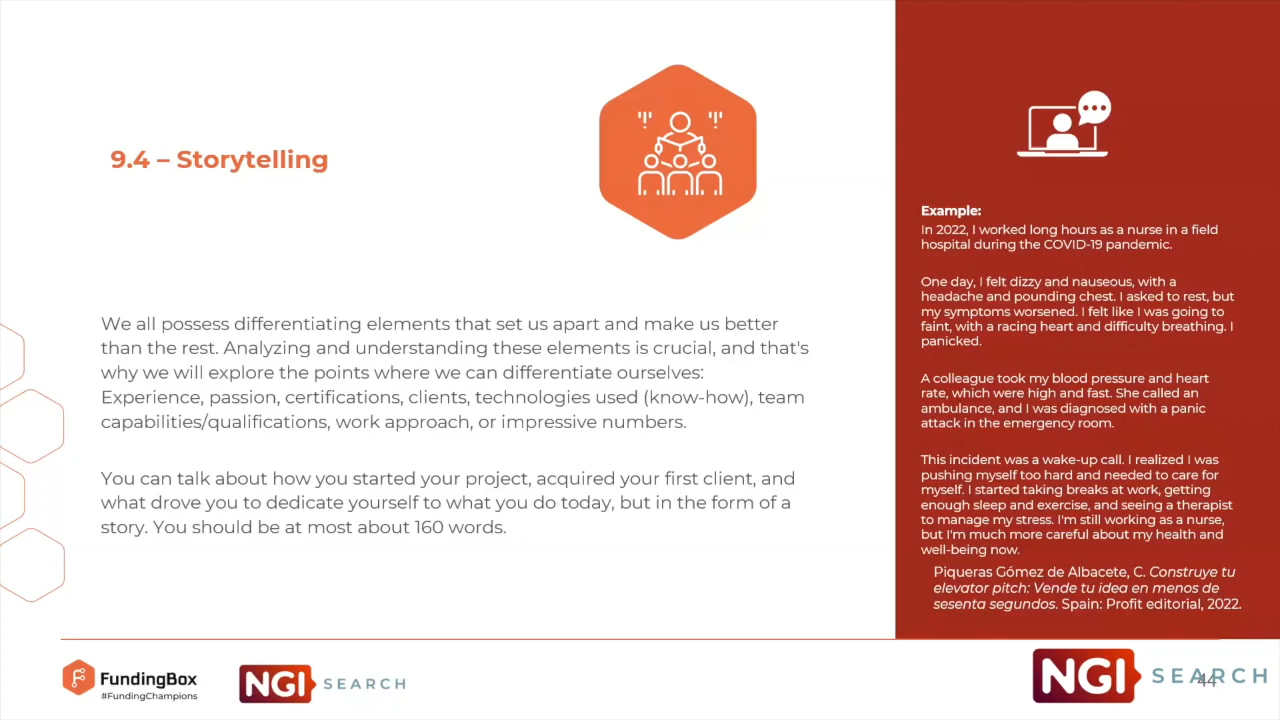 9.4 – Storytelling
We all possess differentiating elements that set us apart and make us better
than the rest. Analyzing and understanding these elements is crucial, and that's
why we will explore the points where we can differentiate ourselves:
Experience, passion, certifications, clients, technologies used (know-how), team
capabilities/qualifications, work approach, or impressive numbers.
You can talk about how you started your project, acquired your first client, and
what drove you to dedicate yourself to what you do today, but in the form of a
story. You should be at most about 160 words.
Example:
In 2022, I worked long hours as a nurse in a field
hospital during the COVID-19 pandemic.
One day, I felt dizzy and nauseous, with a
headache and pounding chest. I asked to rest, but
my symptoms worsened. I felt like I was going to
faint, with a racing heart and difficulty breathing. I
panicked.
A colleague took my blood pressure and heart
rate, which were high and fast. She called an
ambulance, and I was diagnosed with a panic
attack in the emergency room.
This incident was a wake-up call. I realized I was
pushing myself too hard and needed to care for
myself. I started taking breaks at work, getting
enough sleep and exercise, and seeing a therapist
to manage my stress. I'm still working as a nurse,
but I'm much more careful about my health and
well-being now.
Piqueras Gómez de Albacete, C. Construye tu
elevator pitch: Vende tu idea en menos de
sesenta segundos. Spain: Profit editorial, 2022.
FundingBox
#FundingChampions
NGI SEARCH
NGI SEARCH
44